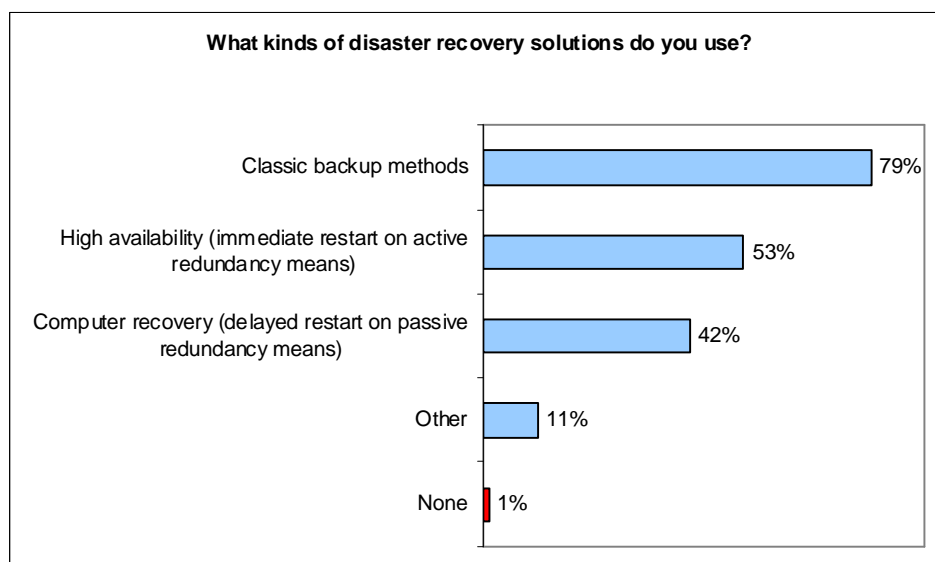 What kinds of disaster recovery solutions do you use?
Classic backup methods
79%
High availability (immediate restart on active
redundancy means)
53%
Computer recovery (delayed restart on passive
redundancy means)
42%
Other
11%
None
1%